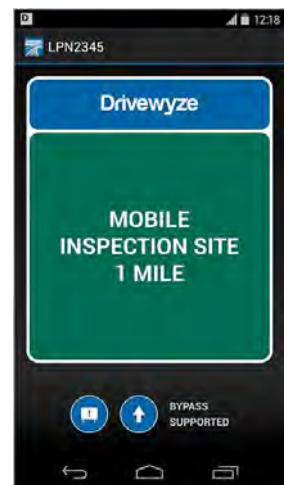 12:18
LPN2345
Drivewyze
MOBILE
INSPECTION SITE
1 MILE
BYPASS
SUPPORTED